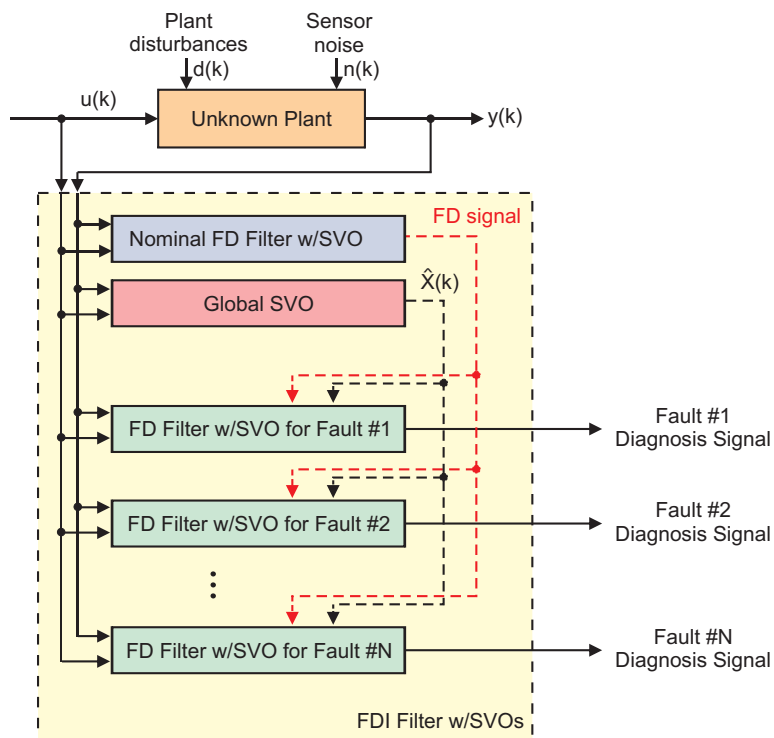 Plant
disturbances
Sensor
noise
d(k)
n(k)
u(k)
Unknown Plant
y(k)
FD signal
Nominal FD Filter w/SVO
X̂(k)
Global SVO
FD Filter w/SVO for Fault #1
Fault #1
Diagnosis Signal
FD Filter w/SVO for Fault #2
Fault #2
Diagnosis Signal
...
FD Filter w/SVO for Fault #N
Fault #N
Diagnosis Signal
FDI Filter w/SVOs